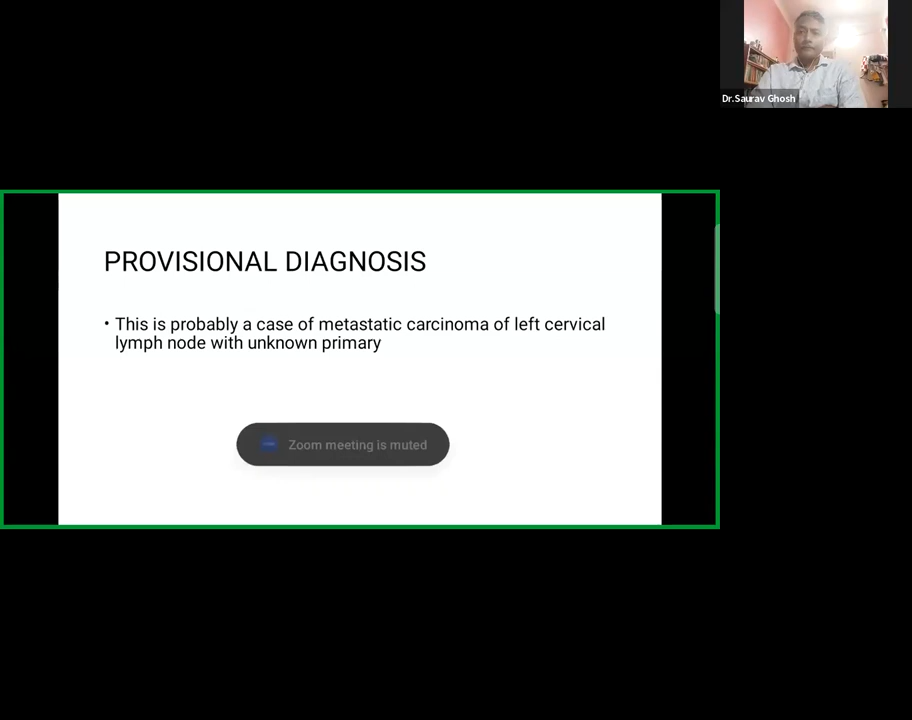 Dr.Saurav Ghosh
PROVISIONAL DIAGNOSIS
• This is probably a case of metastatic carcinoma of left cervical
lymph node with unknown primary
Zoom meeting is muted